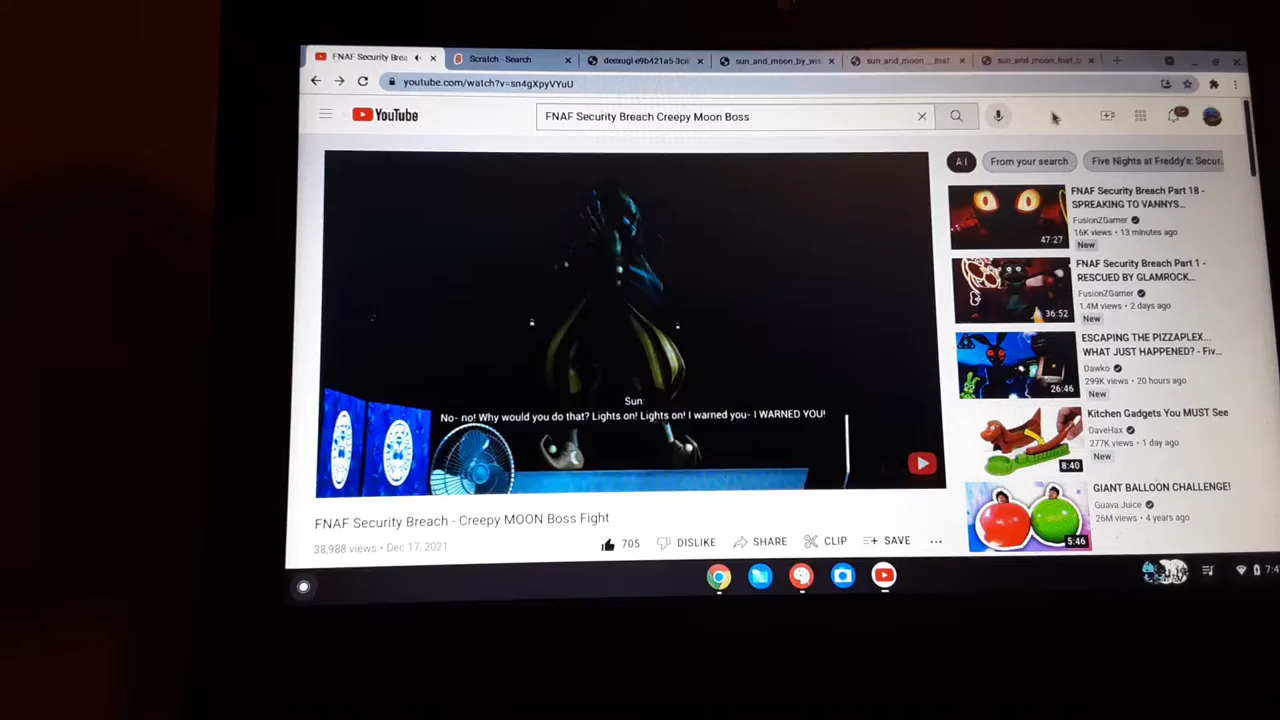 FNAF Security Brea
Scratch - Search
sun_and_moon_by_wis
sun_and_moon__fnaf_
sun_and_moon_fnaf_s
youtube.com/watch?v=sn4gXpyVYuU
YouTube
FNAF Security Breach Creepy Moon Boss
All
From your search
Five Nights at Freddy's: Secur..
Sun:
No- no! Why would you do that? Lights on! Lights on! I warned you- I WARNED YOU!
FNAF Security Breach - Creepy MOON Boss Fight
38,988 views • Dec 17, 2021
705
DISLIKE
SHARE
CLIP
SAVE
47:27
FNAF Security Breach Part 18 -
SPREAKING TO VANNYS...
FusionZGamer
16K views • 13 minutes ago
New
36:52
FNAF Security Breach Part 1 -
RESCUED BY GLAMROCK...
FusionZGamer
1.4M views • 2 days ago
New
26:46
ESCAPING THE PIZZAPLEX...
WHAT JUST HAPPENED? - Fiv...
Dawko
299K views • 20 hours ago
New
8:40
Kitchen Gadgets You MUST See
DaveHax
277K views • 1 day ago
New
5:46
GIANT BALLOON CHALLENGE!
Guava Juice
26M views • 4 years ago
7:4